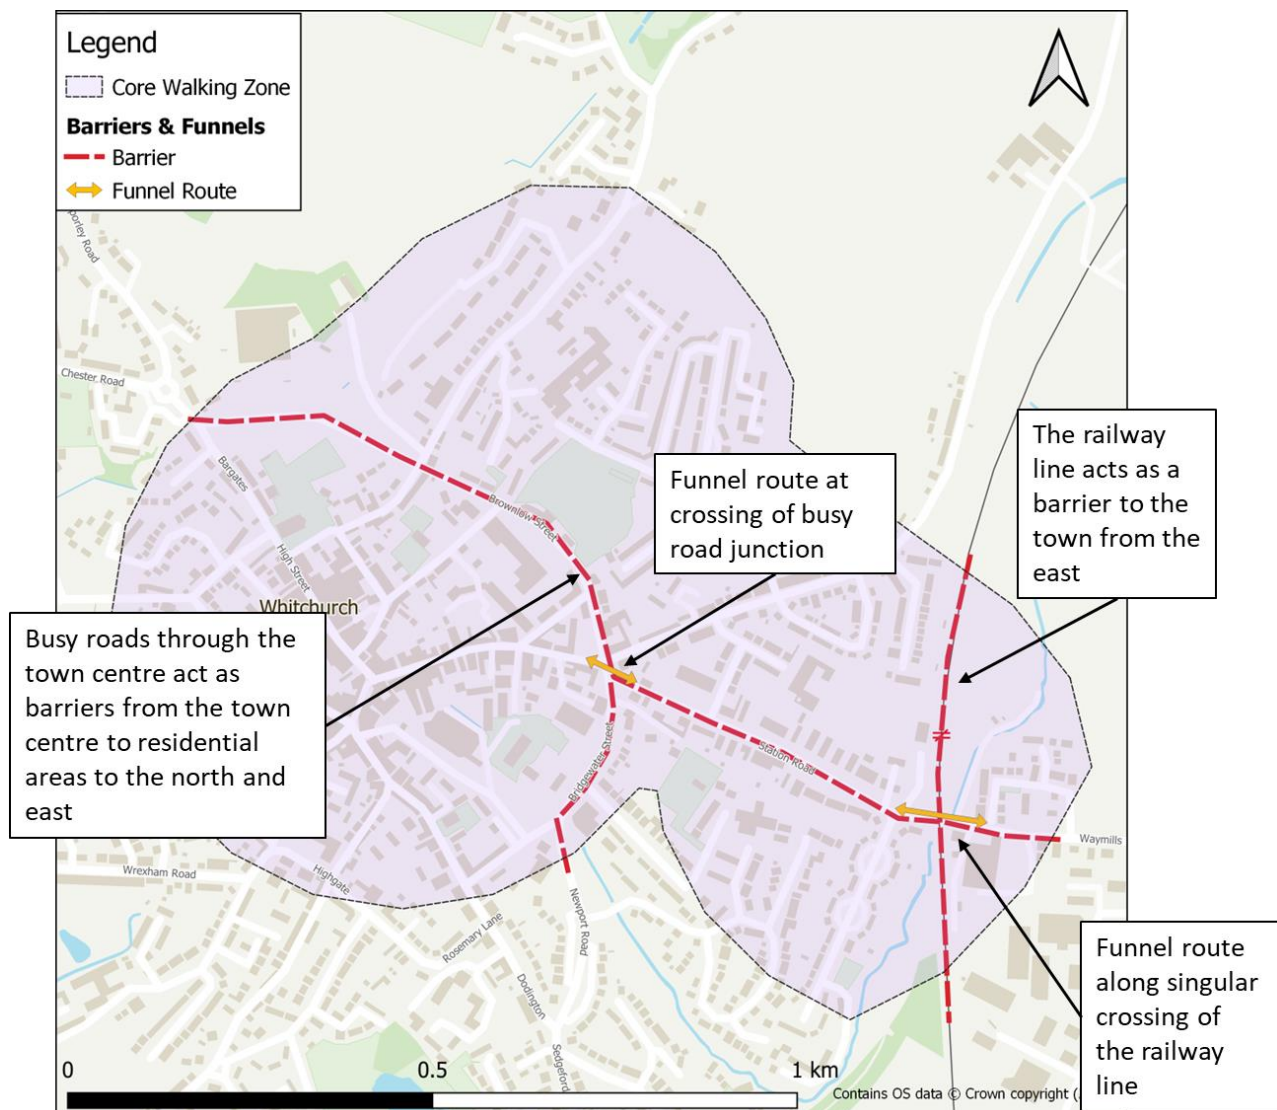 Legend
Core Walking Zone
Barriers & Funnels
Barrier
Funnel Route
porley Road
Chester Road
Bargates
High Street
Whitchurch
Brownlow Street
Funnel route at
crossing of busy
road junction
The railway
line acts as a
barrier to the
town from the
east
Busy roads through the
town centre act as
barriers from the town
centre to residential
areas to the north and
east
Bridgewater Street
Station Road
Waymills
Wrexham Road
Highgate
Rosemary Lane
Newport Road
Dodington
Sedgeford
Funnel route
along singular
crossing of
the railway
line
0
0.5
1 km
Contains OS data © Crown copyright (